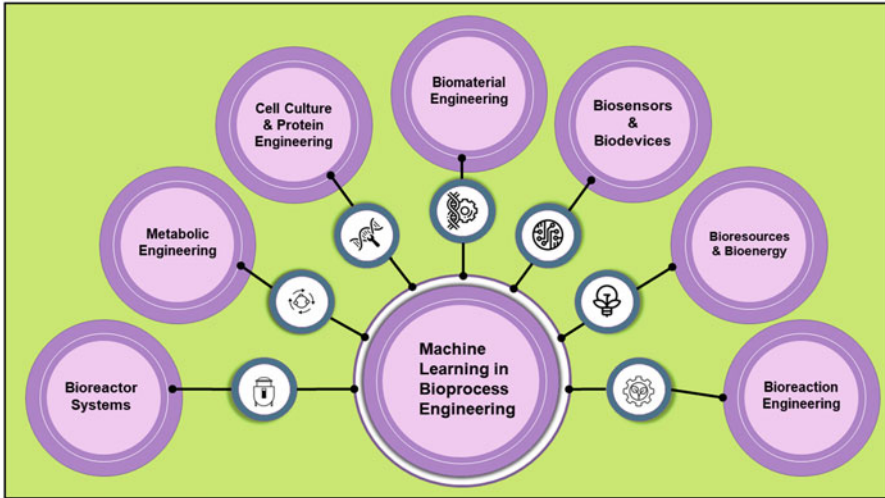 Biomaterial
Engineering
Cell Culture
& Protein
Engineering
Biosensors
&
Biodevices
Metabolic
Engineering
Bioresources
& Bioenergy
Machine
Learning in
Bioprocess
Engineering
Bioreactor
Systems
Bioreaction
Engineering